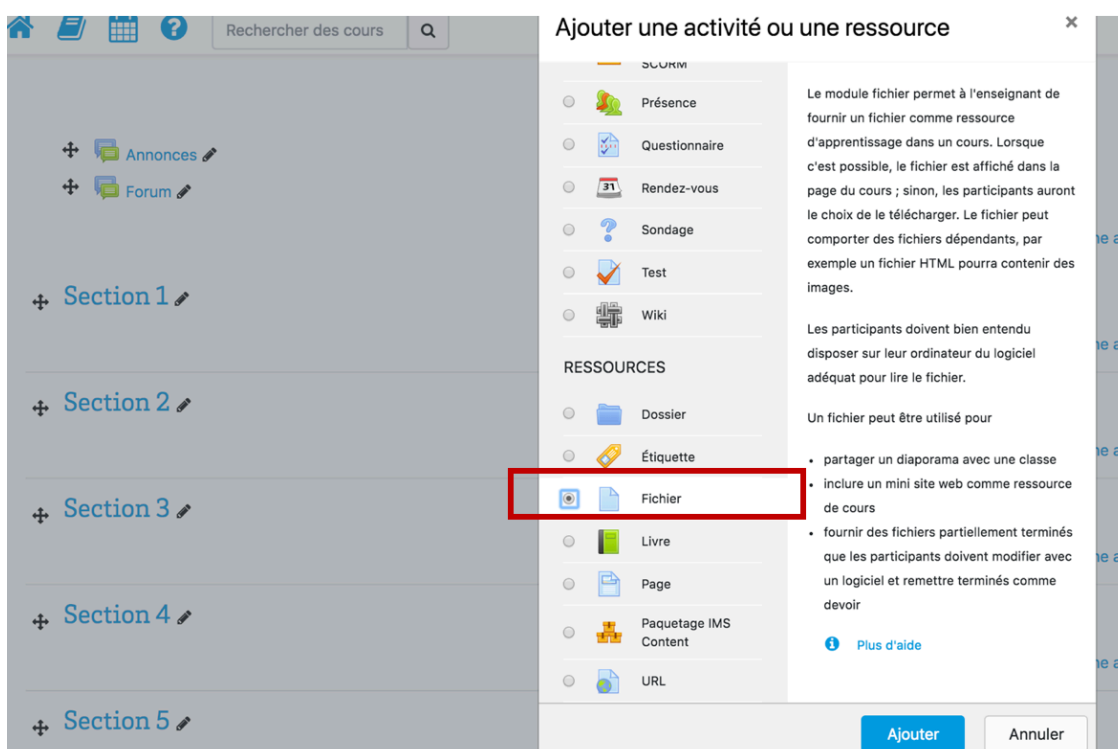 Rechercher des cours
Annonces
Forum
Section 1
Section 2
Section 3
Section 4
Section 5
Ajouter une activité ou une ressource
×
SCORM
Présence
Questionnaire
31
Rendez-vous
Sondage
Test
Wiki
RESSOURCES
Dossier
Étiquette
Fichier
Livre
Page
Paquetage IMS
Content
URL
Le module fichier permet à l'enseignant de
fournir un fichier comme ressource
d'apprentissage dans un cours. Lorsque
c'est possible, le fichier est affiché dans la
page du cours ; sinon, les participants auront
le choix de le télécharger. Le fichier peut
comporter des fichiers dépendants, par
exemple un fichier HTML pourra contenir des
images.
Les participants doivent bien entendu
disposer sur leur ordinateur du logiciel
adéquat pour lire le fichier.
Un fichier peut être utilisé pour
• partager un diaporama avec une classe
• inclure un mini site web comme ressource
de cours
• fournir des fichiers partiellement terminés
que les participants doivent modifier avec
un logiciel et remettre terminés comme
devoir
Plus d'aide
Ajouter
Annuler